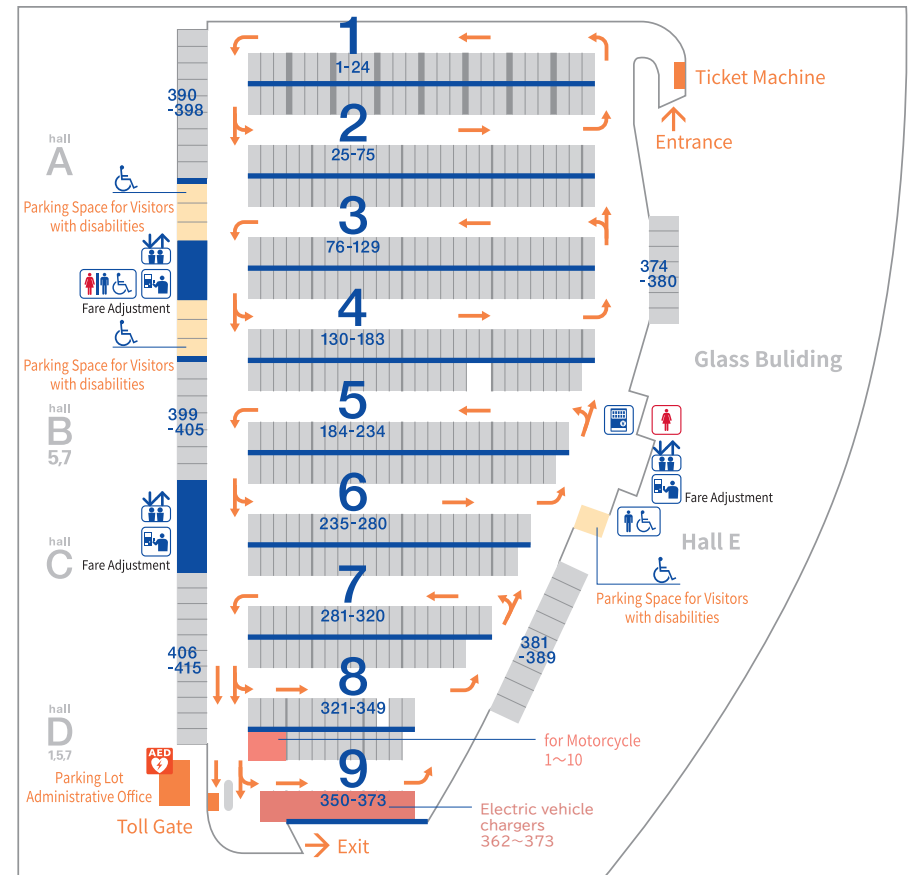 1
1-24
390
-398
Ticket Machine
2
Entrance
hall
A
25-75
3
Parking Space for Visitors
with disabilities
76-129
374
-380
Fare Adjustment
4
130-183
Parking Space for Visitors
with disabilities
Glass Buliding
5
399
-405
hall
B
5,7
184-234
6
Fare Adjustment
235-280
Hall E
hall
C
Fare Adjustment
7
281-320
Parking Space for Visitors
with disabilities
381
-389
406
-415
8
321-349
hall
D
1,5,7
for Motorcycle
1～10
AED
9
Parking Lot
Administrative Office
350-373
Electric vehicle
chargers
362～373
Toll Gate
Exit